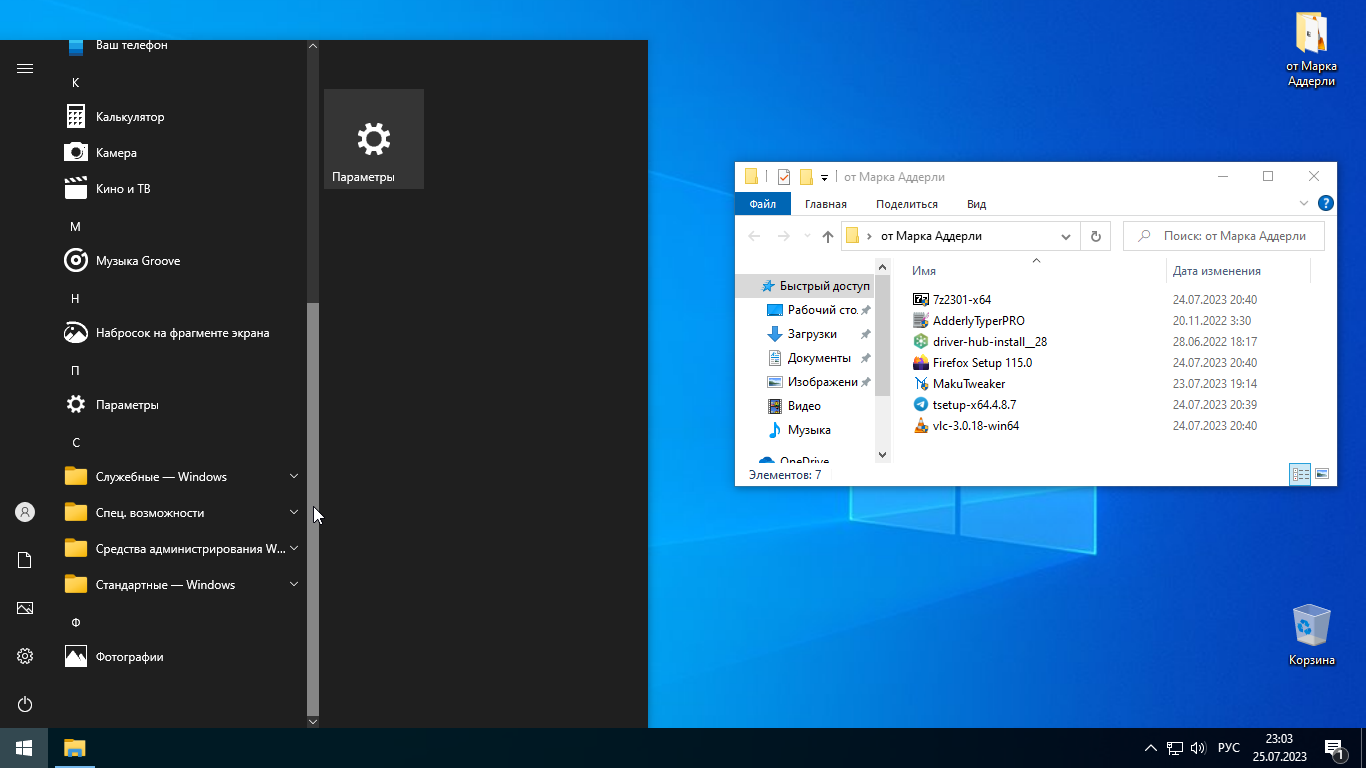 Ваш телефон
К
Калькулятор
Камера
Кино и ТВ
М
Музыка Groove
Н
Набросок на фрагменте экрана
П
Параметры
С
Служебные — Windows
Спец. возможности
Средства администрирования W...
Стандартные — Windows
Ф
Фотографии
Параметры
от Марка
Аддерли
от Марка Аддерли
Файл
Главная
Поделиться
Вид
от Марка Аддерли
Поиск: от Марка Аддерли
Быстрый доступ
Рабочий сто
Загрузки
Документы
Изображени
Видео
Музыка
OneDrive
Имя
Дата изменения
7z2301-x64
24.07.2023 20:40
AdderlyTyperPRO
20.11.2022 3:30
driver-hub-install__28
28.06.2022 18:17
Firefox Setup 115.0
24.07.2023 20:40
MakuTweaker
23.07.2023 19:14
tsetup-x64.4.8.7
24.07.2023 20:39
vlc-3.0.18-win64
24.07.2023 20:40
Элементов: 7
Корзина
РУС
23:03
25.07.2023
1